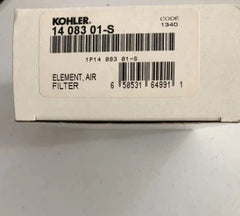 KOHLER.
CODE
1340
14 083 01-S
1P14 083 01-S
ELEMENT, AIR
FILTER
6 50531 64991 1